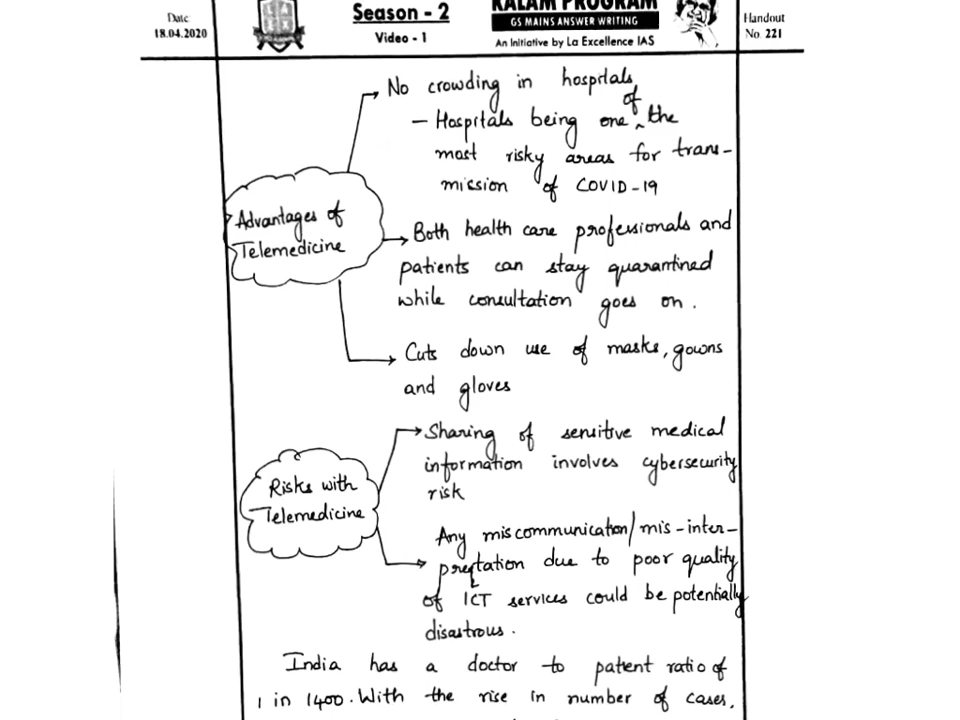 Date
18.04.2020
Season - 2
Video - 1
KALAM PROGRAM
GS MAINS ANSWER WRITING
An Initiative by La Excellence IAS
Handout
No. 221
No crowding in hospitals
- Hospitals being one of the
most risky areas for trans-
mission of COVID-19
Advantages of
Telemedicine
Both health care professionals and
patients can stay quarantined
while consultation goes on.
Cuts down use of masks, gowns
and gloves
Risks with
Telemedicine
Sharing of sensitive medical
information involves cybersecurity
risk
Any miscommunication/mis-inter-
pretation due to poor quality
of ICT services could be potentially
disastrous.
India has a doctor to patient ratio of
1 in 1400. With the rise in number of cases,